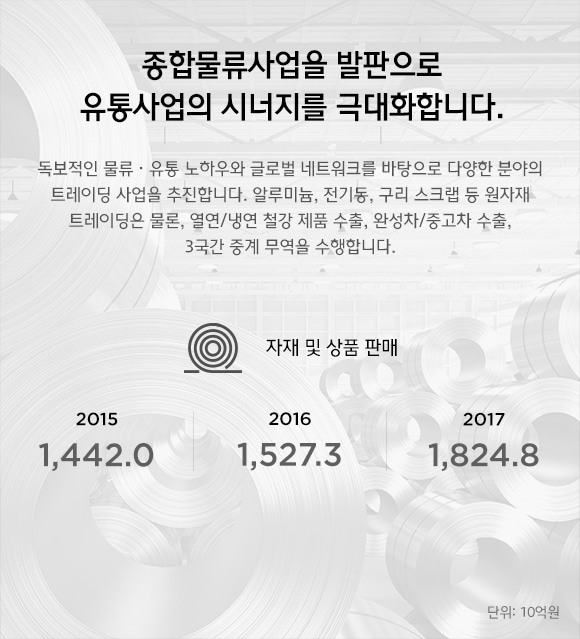 종합물류사업을 발판으로
유통사업의 시너지를 극대화합니다.
독보적인 물류 · 유통 노하우와 글로벌 네트워크를 바탕으로 다양한 분야의
트레이딩 사업을 추진합니다. 알루미늄, 전기동, 구리 스크랩 등 원자재
트레이딩은 물론, 열연/냉연 철강 제품 수출, 완성차/중고차 수출,
3국간 중계 무역을 수행합니다.
자재 및 상품 판매
2015 2016 2017
1,442.0 1,527.3 1,824.8
단위: 10억원